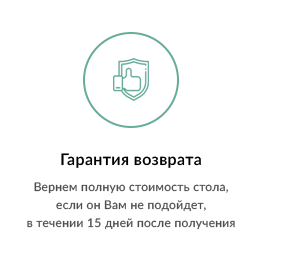 Гарантия возврата
Вернем полную стоимость стола,
если он Вам не подойдет,
в течении 15 дней после получения